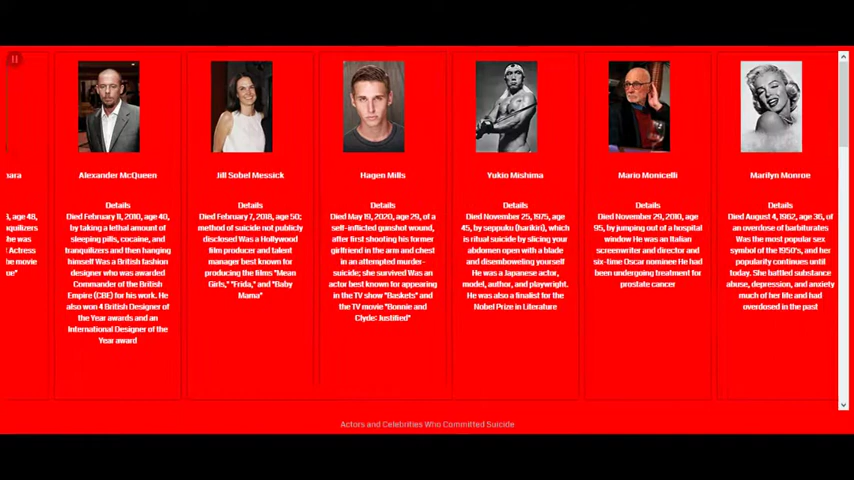 nara
Alexander McQueen
Jill Sobel Messick
Hagen Mills
Yukio Mishima
Mario Monicelli
Marilyn Monroe
3, age 48,
nquilizers
he was
Actress
he movie
oe"
Details
Died February 11, 2010, age 40,
by taking a lethal amount of
sleeping pills, cocaine, and
tranquilizers and then hanging
himself Was a British fashion
designer who was awarded
Commander of the British
Empire (CBE) for his work. He
also won 4 British Designer of
the Year awards and an
International Designer of the
Year award
Details
Died February 7, 2018, age 50;
method of suicide not publicly
disclosed Was a Hollywood
film producer and talent
manager best known for
producing the films "Mean
Girls," "Frida," and "Baby
Mama"
Details
Died May 19, 2020, age 29, of a
self-inflicted gunshot wound,
after first shooting his former
girlfriend in the arm and chest
in an attempted murder-
suicide; she survived Was an
actor best known for appearing
in the TV show "Baskets" and
the TV movie "Bonnie and
Clyde: Justified"
Details
Died November 25, 1975, age
45, by seppuku (harikiri), which
is ritual suicide by slicing your
abdomen open with a blade
and disemboweling yourself
He was a Japanese actor,
model, author, and playwright.
He was also a finalist for the
Nobel Prize in Literature
Details
Died November 29, 2010, age
95, by jumping out of a hospital
window He was an Italian
screenwriter and director and
six-time Oscar nominee He had
been undergoing treatment for
prostate cancer
Details
Died August 4, 1962, age 36, of
an overdose of barbiturates
Was the most popular sex
symbol of the 1950's, and her
popularity continues until
today. She battled substance
abuse, depression, and anxiety
much of her life and had
overdosed in the past
Actors and Celebrities Who Committed Suicide